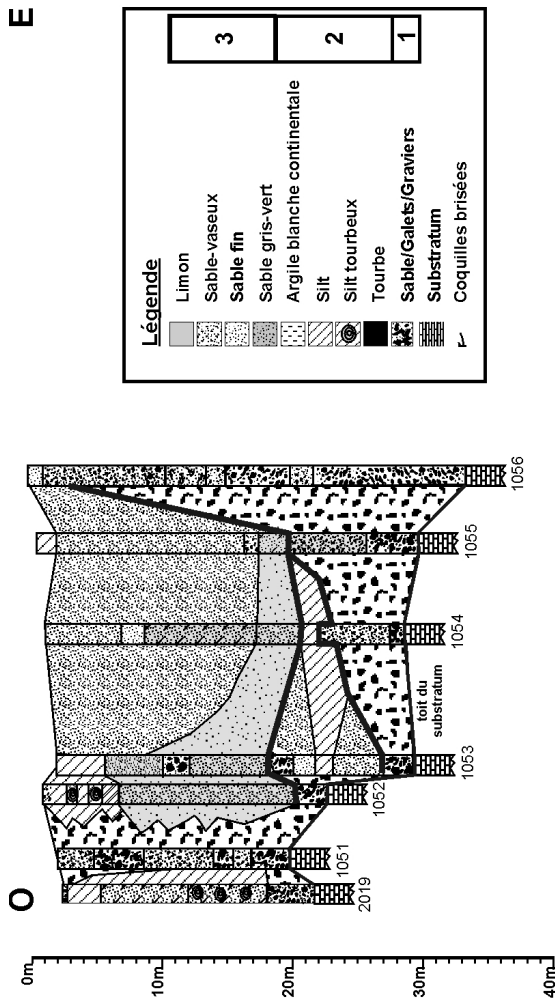 O
E
0m
10m
20m
30m
40m
2019
1051
1052
1053
1054
1055
1056
toit du
substratum
Légende
Limon
Sable-vaseux
Sable fin
Sable gris-vert
Argile blanche continentale
Silt
Silt tourbeux
Tourbe
Sable/Galets/Graviers
Substratum
Coquilles brisées
3
2
1